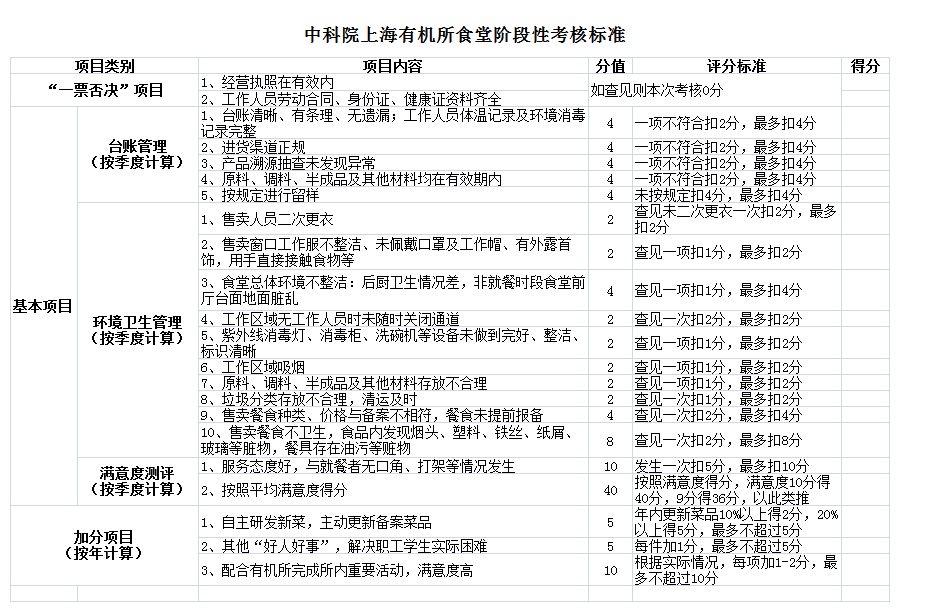 中科院上海有机所食堂阶段性考核标准
项目类别 项目内容 分值 评分标准 得分
“一票否决”项目
1、经营执照在有效内
2、工作人员劳动合同、身份证、健康证资料齐全
如查见则本次考核0分
基本项目
台账管理
（按季度计算）
1、台账清晰、有条理、无遗漏；工作人员体温记录及环境消毒
记录完整
4 一项不符合扣2分，最多扣4分
2、进货渠道正规 4 一项不符合扣2分，最多扣4分
3、产品溯源抽查未发现异常 4 一项不符合扣2分，最多扣4分
4、原料、调料、半成品及其他材料均在有效期内 4 一项不符合扣2分，最多扣4分
5、按规定进行留样 4 未按规定扣4分，最多扣4分
环境卫生管理
（按季度计算）
1、售卖人员二次更衣 2
查见未二次更衣一次扣2分，最多
扣2分
2、售卖窗口工作服不整洁、未佩戴口罩及工作帽、有外露首
饰，用手直接接触食物等
2 查见一项扣1分，最多扣2分
3、食堂总体环境不整洁：后厨卫生情况差，非就餐时段食堂前
厅台面地面脏乱
4 查见一项扣1分，最多扣4分
4、工作区域无工作人员时未随时关闭通道 2 查见一次扣2分，最多扣2分
5、紫外线消毒灯、消毒柜、洗碗机等设备未做到完好、整洁、
标识清晰
2 查见一项扣1分，最多扣2分
6、工作区域吸烟 2 查见一项扣1分，最多扣2分
7、原料、调料、半成品及其他材料存放不合理 2 查见一项扣1分，最多扣2分
8、垃圾分类存放不合理，清运及时 2 查见一次扣1分，最多扣2分
9、售卖餐食种类、价格与备案不相符，餐食未提前报备 4 查见一次扣2分，最多扣4分
10、售卖餐食不卫生，食品内发现烟头、塑料、铁丝、纸屑、
玻璃等脏物，餐具存在油污等赃物
8 查见一次扣2分，最多扣8分
满意度测评
（按季度计算）
1、服务态度好，与就餐者无口角、打架等情况发生 10 发生一次扣5分，最多扣10分
2、按照平均满意度得分 40
按照满意度得分，满意度10分得
40分，9分得36分，以此类推
加分项目
（按年计算）
1、自主研发新菜，主动更新备案菜品 5
年内更新菜品10%以上得2分，20%
以上得5分，最多不超过5分
2、其他“好人好事”，解决职工学生实际困难 5 每件加1分，最多不超过5分
3、配合有机所完成所内重要活动，满意度高 10
根据实际情况，每项加1-2分，最
多不超过10分